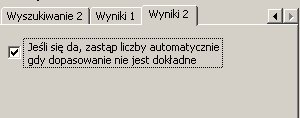 Wyszukiwanie 2 Wyniki 1 Wyniki 2
Jeśli się da, zastąp liczby automatycznie
gdy dopasowanie nie jest dokładne